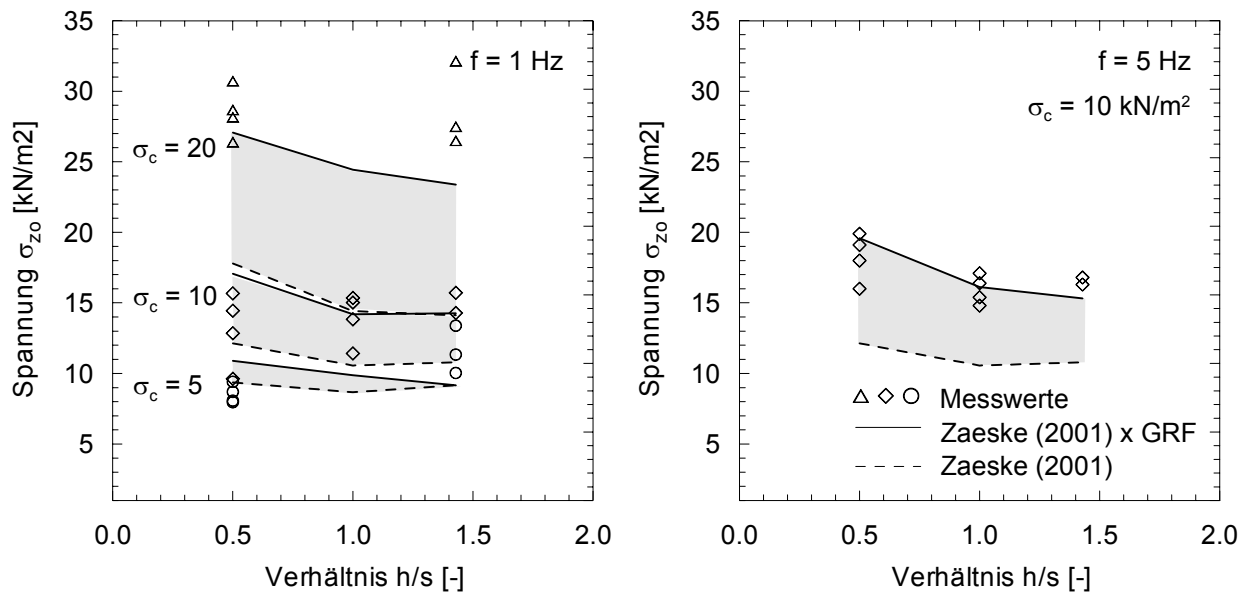 35
30
25
20
15
10
5
0.0 0.5 1.0 1.5 2.0
Spannung σzo [kN/m2]
Verhältnis h/s [-]
f = 1 Hz
σc = 20
σc = 10
σc = 5
35
30
25
20
15
10
5
0.0 0.5 1.0 1.5 2.0
Spannung σzo [kN/m2]
Verhältnis h/s [-]
f = 5 Hz
σc = 10 kN/m²
Messwerte
Zaeske (2001) x GRF
Zaeske (2001)